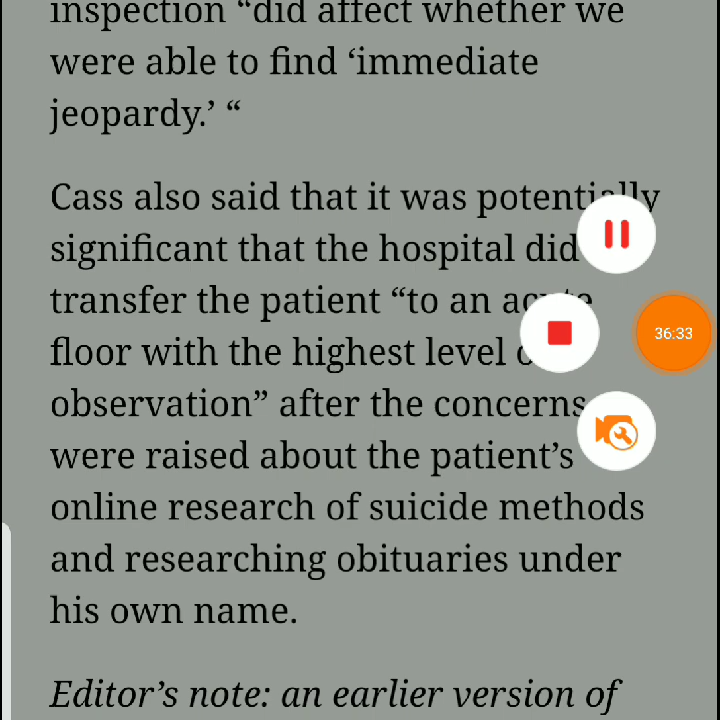 inspection “did affect whether we
were able to find ‘immediate
jeopardy.’ “
Cass also said that it was potentially
significant that the hospital did
transfer the patient “to an acute
floor with the highest level
observation” after the concerns
were raised about the patient’s
online research of suicide methods
and researching obituaries under
his own name.
Editor’s note: an earlier version of
36:33